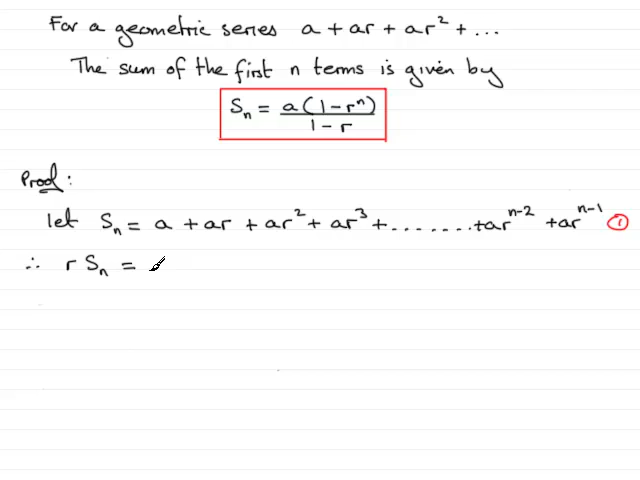 For a geometric series a + ar + ar² + ...
The sum of the first n terms is given by
Sₙ = a(1-rⁿ) / 1-r
Proof:
let Sₙ = a + ar + ar² + ar³ + ........ +arⁿ⁻² +arⁿ⁻¹ ①
∴ r Sₙ =